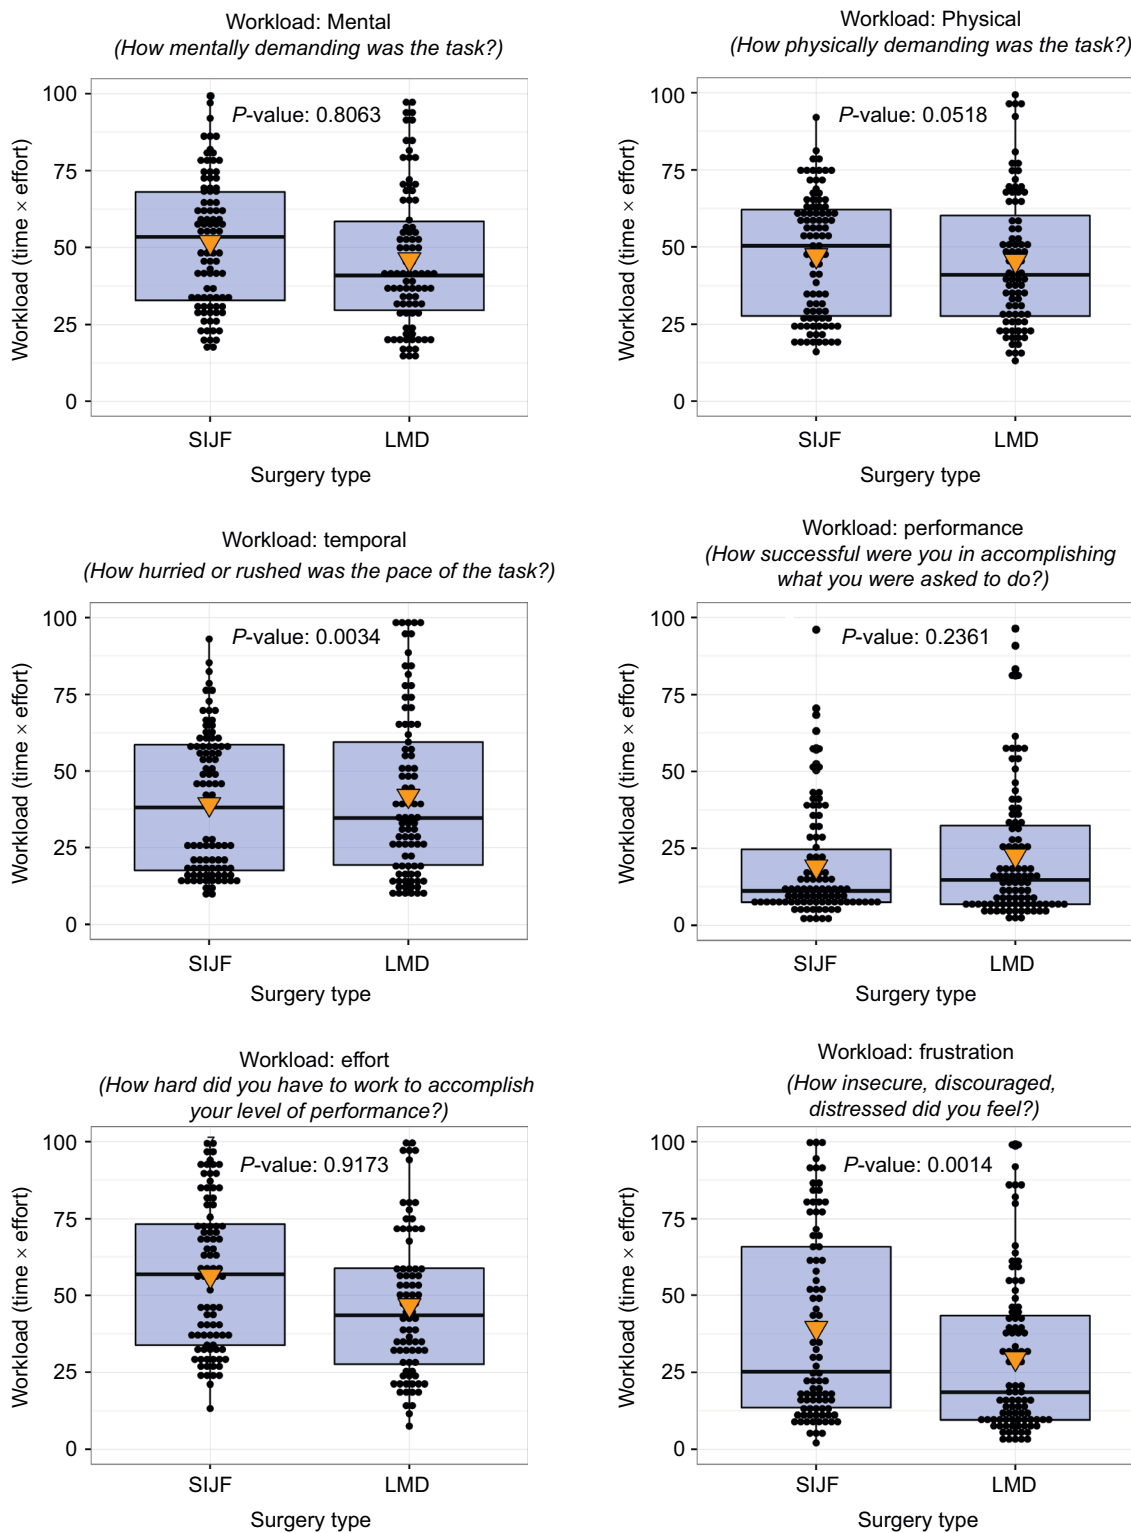 Workload: Mental
(How mentally demanding was the task?)
P-value: 0.8063
Workload (time × effort)
100
75
50
25
0
SIJF
LMD
Surgery type
Workload: Physical
(How physically demanding was the task?)
P-value: 0.0518
Workload (time × effort)
100
75
50
25
0
SIJF
LMD
Surgery type
Workload: temporal
(How hurried or rushed was the pace of the task?)
P-value: 0.0034
Workload (time × effort)
100
75
50
25
0
SIJF
LMD
Surgery type
Workload: performance
(How successful were you in accomplishing
what you were asked to do?)
P-value: 0.2361
Workload (time × effort)
100
75
50
25
0
SIJF
LMD
Surgery type
Workload: effort
(How hard did you have to work to accomplish
your level of performance?)
P-value: 0.9173
Workload (time × effort)
100
75
50
25
0
SIJF
LMD
Surgery type
Workload: frustration
(How insecure, discouraged,
distressed did you feel?)
P-value: 0.0014
Workload (time × effort)
100
75
50
25
0
SIJF
LMD
Surgery type